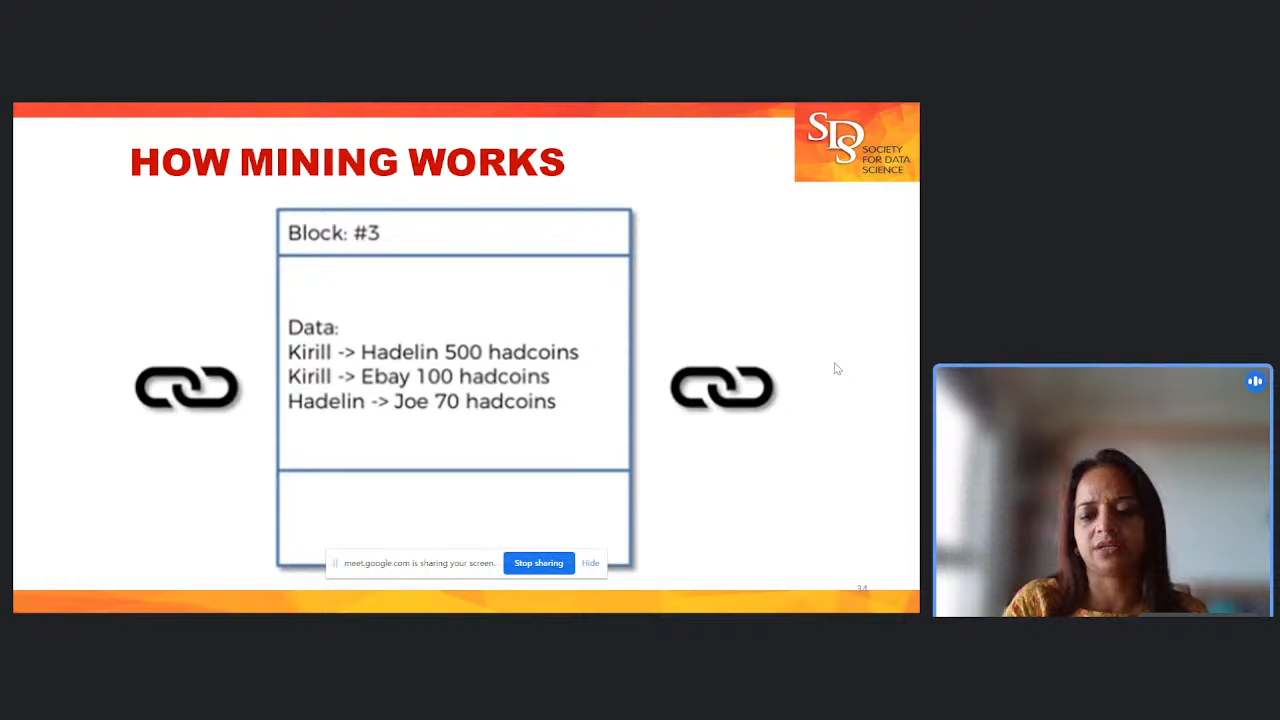 HOW MINING WORKS
SDS
SOCIETY
FOR DATA
SCIENCE
Block: #3
Data:
Kirill -> Hadelin 500 hadcoins
Kirill -> Ebay 100 hadcoins
Hadelin -> Joe 70 hadcoins
meet.google.com is sharing your screen.
Stop sharing
Hide
34